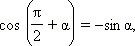 cos(π/2 + α) = −sin α,